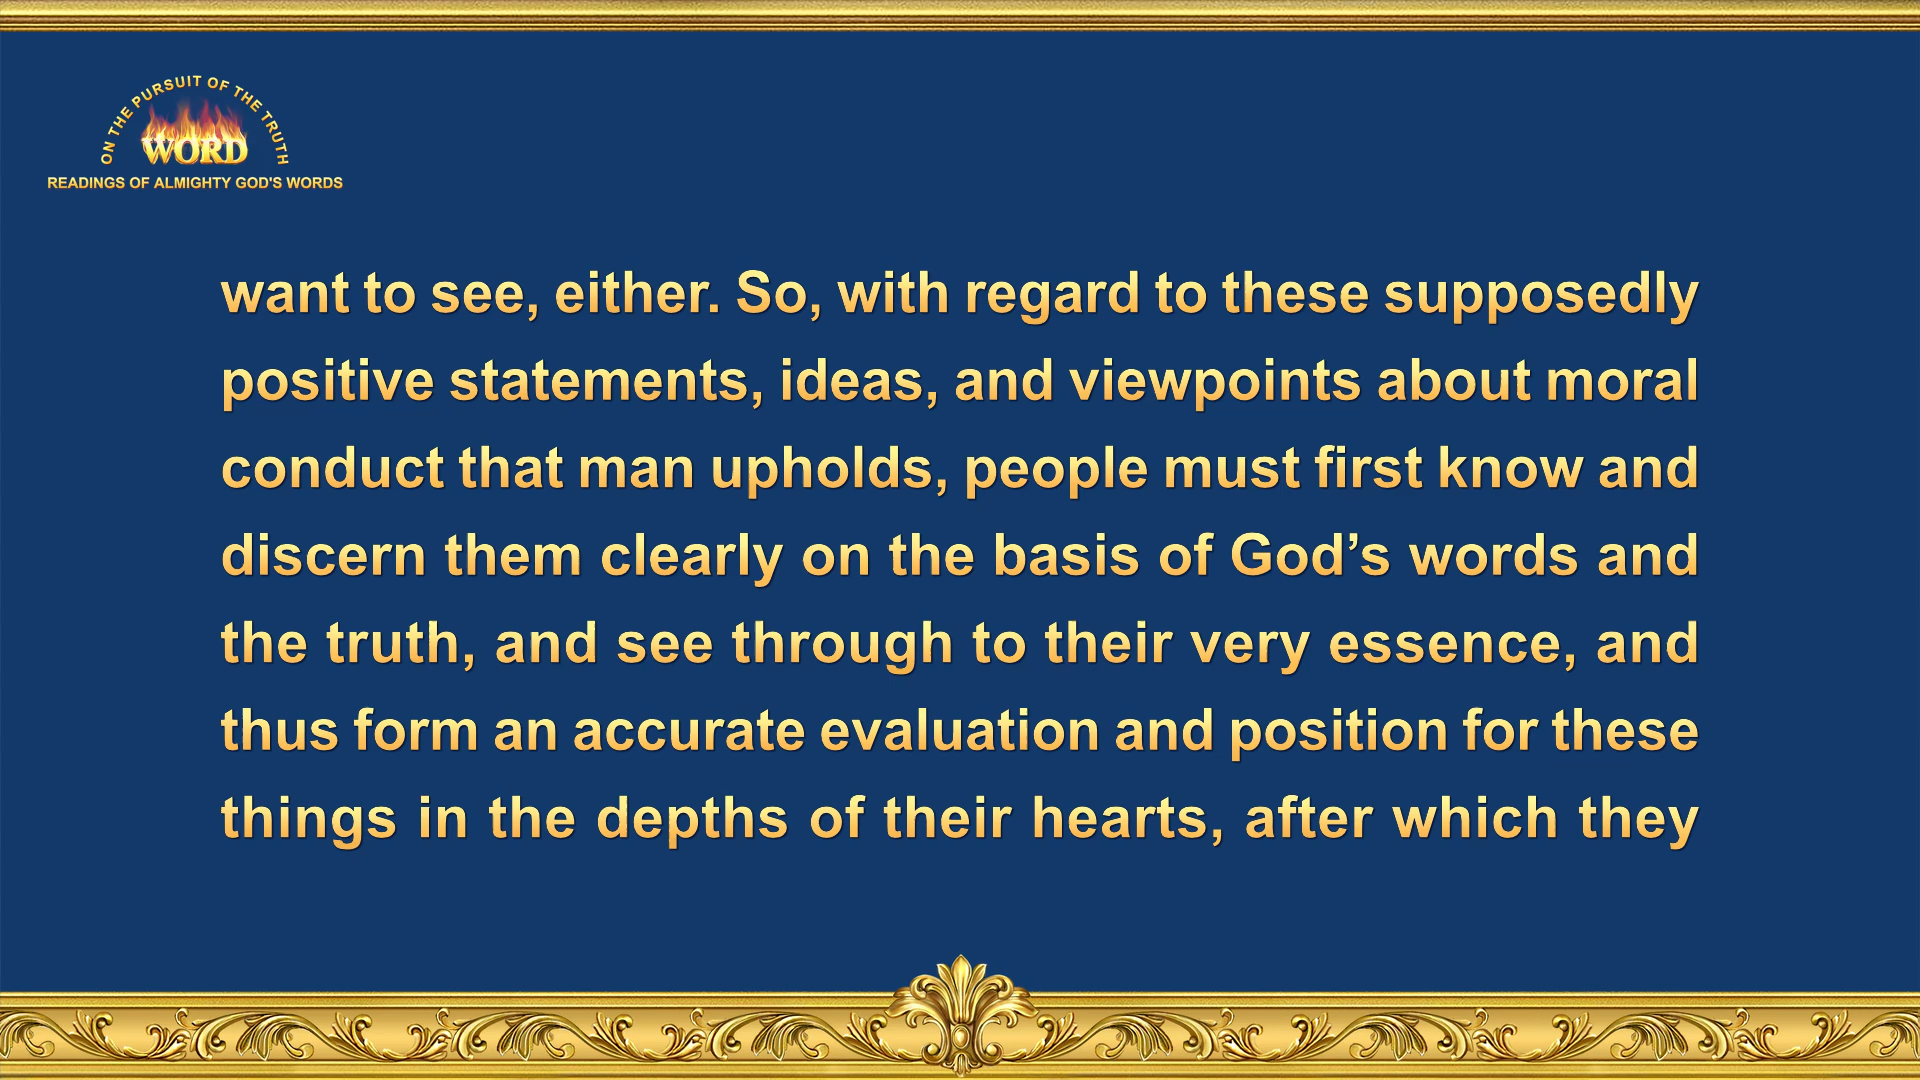 ON THE PURSUIT OF THE TRUTH
WORD
READINGS OF ALMIGHTY GOD'S WORDS
want to see, either. So, with regard to these supposedly
positive statements, ideas, and viewpoints about moral
conduct that man upholds, people must first know and
discern them clearly on the basis of God’s words and
the truth, and see through to their very essence, and
thus form an accurate evaluation and position for these
things in the depths of their hearts, after which they